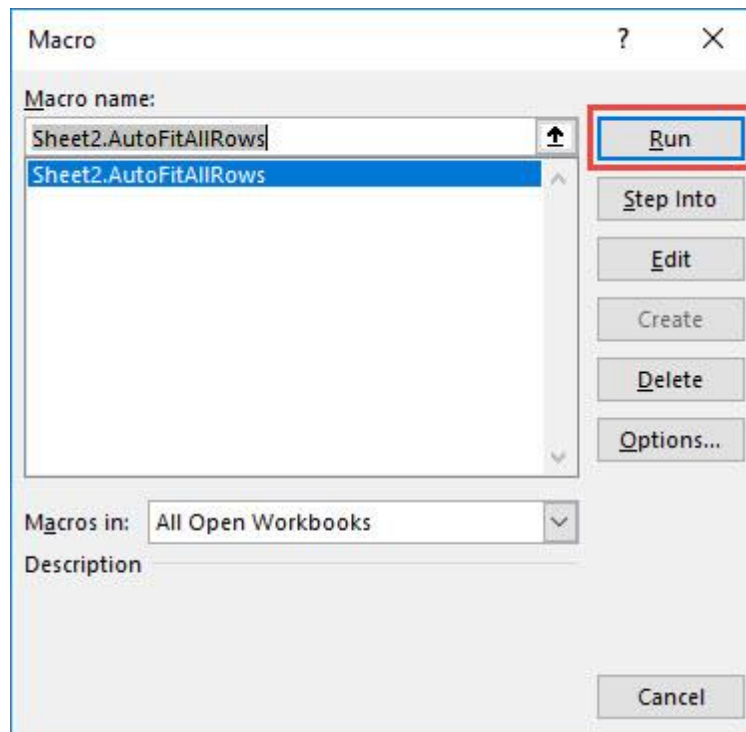 Macro ? X
Macro name:
Sheet2.AutoFitAllRows
Sheet2.AutoFitAllRows
Run
Step Into
Edit
Create
Delete
Options...
Macros in: All Open Workbooks
Description
Cancel